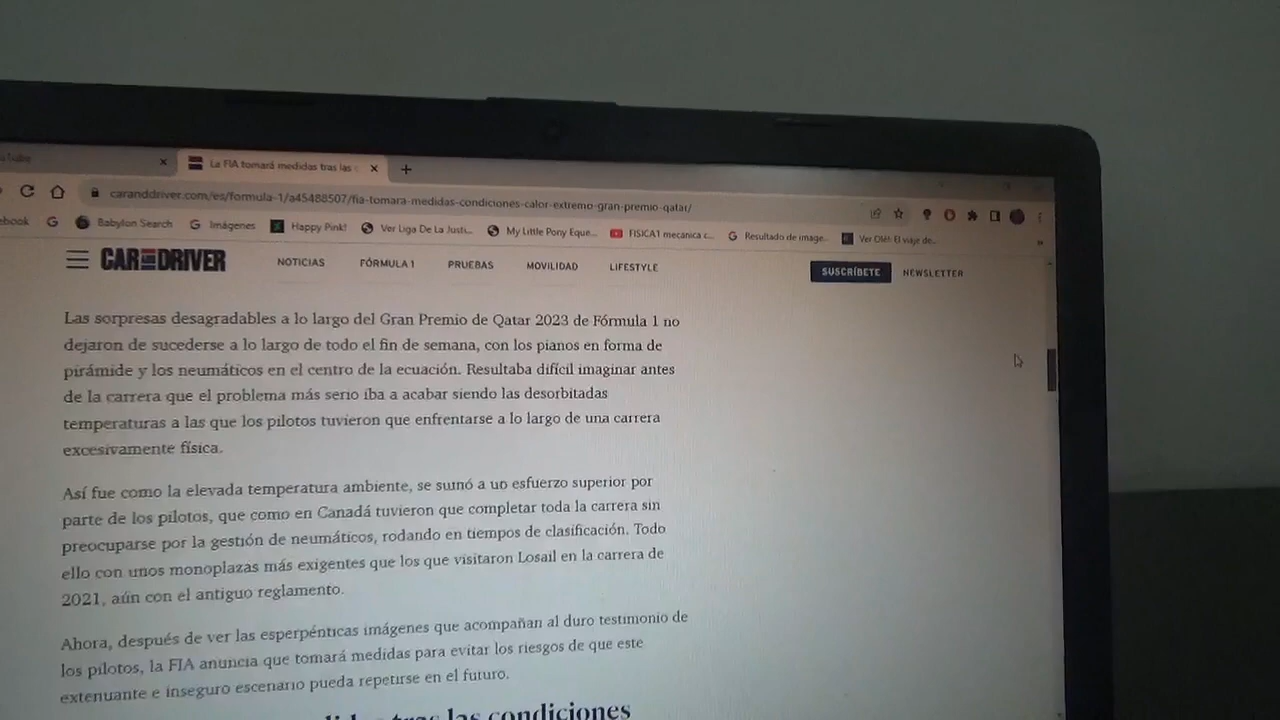 La FIA tomará medidas tras las
caranddriver.com/es/formula-1/a45488507/fia-tomara-medidas-condiciones-calor-extremo-gran-premio-qatar/
Babylon Search Imágenes Happy Pink! Ver Liga De La Justi... My Little Pony Eque... FISICA1 mecánica c... Resultado de image... Ver Olé!: El viaje de...
CAR AND DRIVER NOTICIAS FÓRMULA 1 PRUEBAS MOVILIDAD LIFESTYLE SUSCRÍBETE NEWSLETTER
Las sorpresas desagradables a lo largo del Gran Premio de Qatar 2023 de Fórmula 1 no
dejaron de sucederse a lo largo de todo el fin de semana, con los pianos en forma de
pirámide y los neumáticos en el centro de la ecuación. Resultaba difícil imaginar antes
de la carrera que el problema más serio iba a acabar siendo las desorbitadas
temperaturas a las que los pilotos tuvieron que enfrentarse a lo largo de una carrera
excesivamente física.
Así fue como la elevada temperatura ambiente, se sumó a un esfuerzo superior por
parte de los pilotos, que como en Canadá tuvieron que completar toda la carrera sin
preocuparse por la gestión de neumáticos, rodando en tiempos de clasificación. Todo
ello con unos monoplazas más exigentes que los que visitaron Losail en la carrera de
2021, aún con el antiguo reglamento.
Ahora, después de ver las esperpénticas imágenes que acompañan al duro testimonio de
los pilotos, la FIA anuncia que tomará medidas para evitar los riesgos de que este
extenuante e inseguro escenario pueda repetirse en el futuro.
tras las condiciones